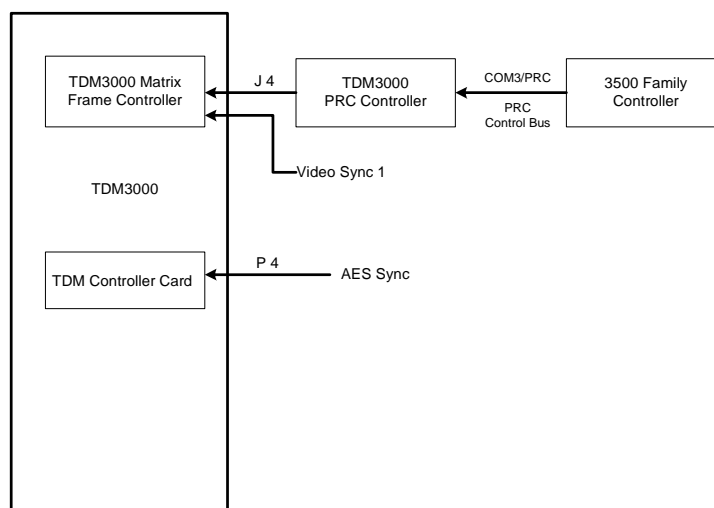 TDM3000 Matrix
Frame Controller
J 4
TDM3000
PRC Controller
COM3/PRC
PRC
Control Bus
3500 Family
Controller
Video Sync 1
TDM3000
TDM Controller Card
P 4
AES Sync